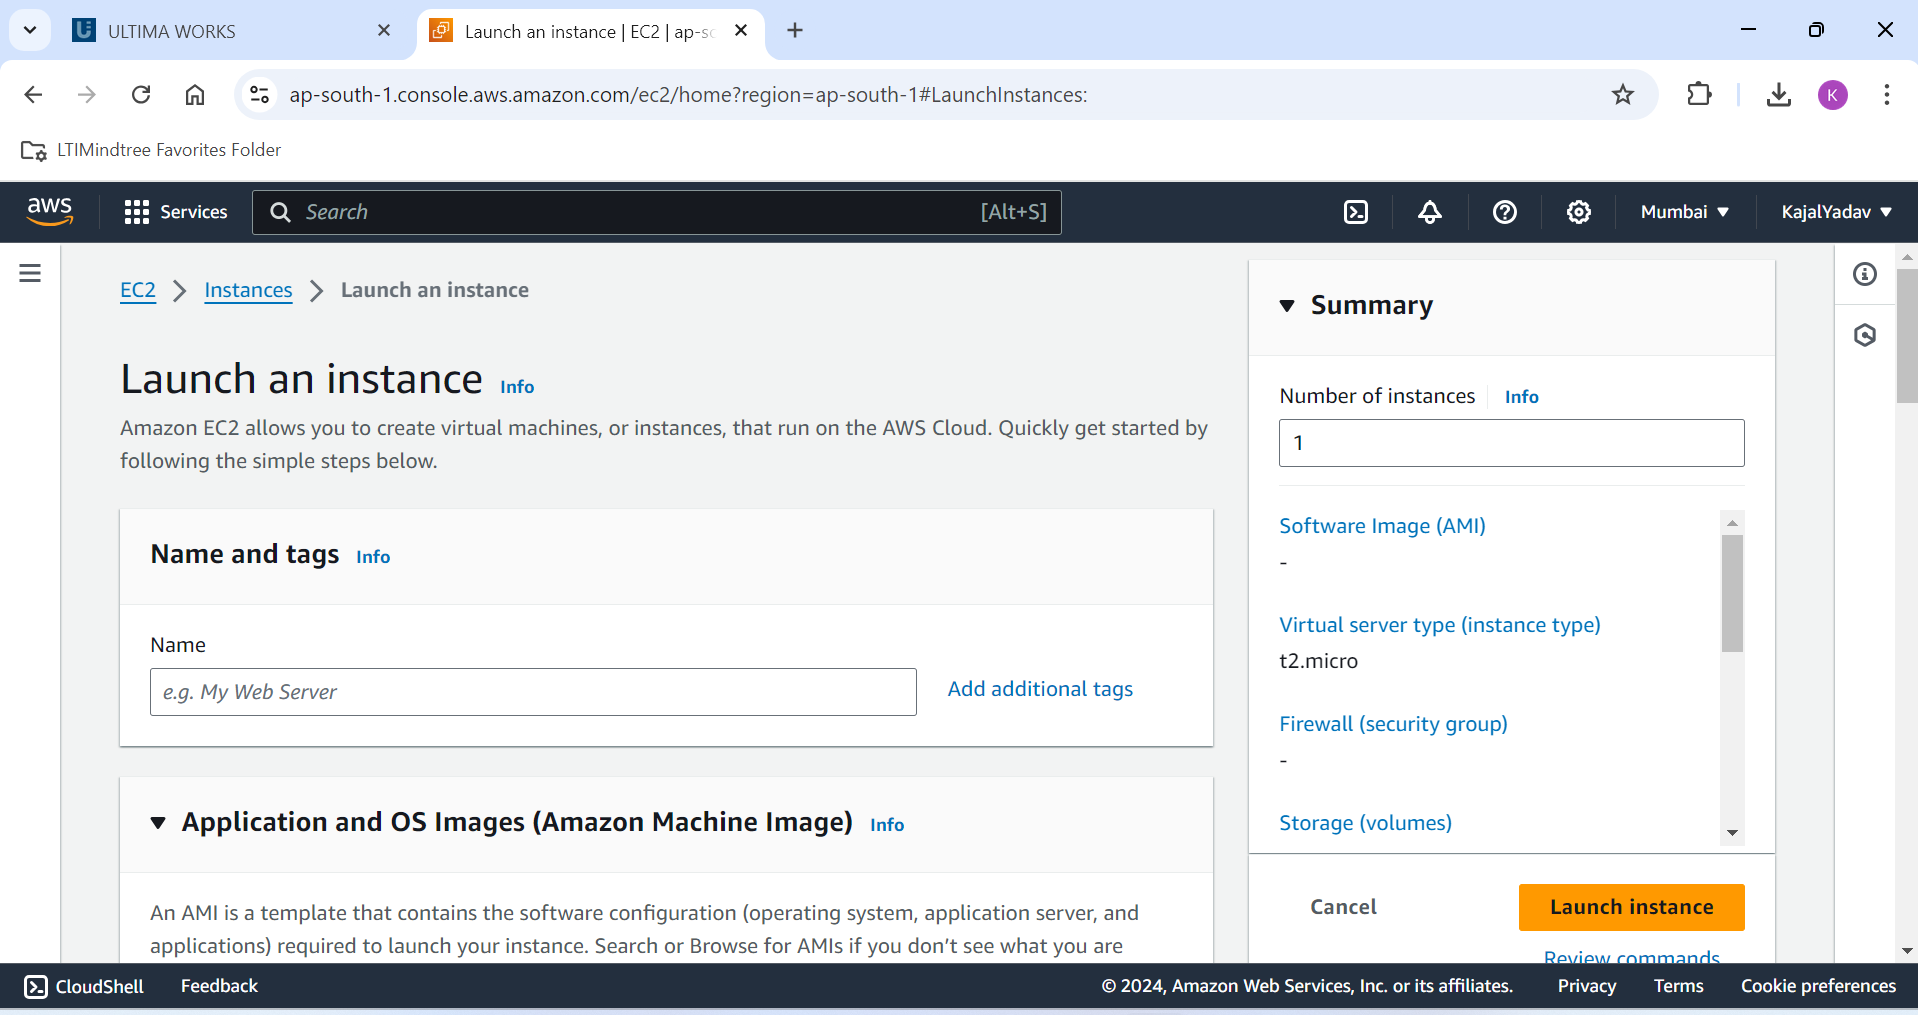 ULTIMA WORKS
Launch an instance | EC2 | ap-sc
ap-south-1.console.aws.amazon.com/ec2/home?region=ap-south-1#LaunchInstances:
K
LTIMindtree Favorites Folder
aws
Services
Search
[Alt+S]
Mumbai
KajalYadav
EC2
Instances
Launch an instance
Launch an instance Info
Amazon EC2 allows you to create virtual machines, or instances, that run on the AWS Cloud. Quickly get started by
following the simple steps below.
Name and tags Info
Name
e.g. My Web Server
Add additional tags
Application and OS Images (Amazon Machine Image) Info
An AMI is a template that contains the software configuration (operating system, application server, and
applications) required to launch your instance. Search or Browse for AMIs if you don’t see what you are
Summary
Number of instances Info
1
Software Image (AMI)
-
Virtual server type (instance type)
t2.micro
Firewall (security group)
-
Storage (volumes)
Cancel
Launch instance
Review commands
CloudShell
Feedback
© 2024, Amazon Web Services, Inc. or its affiliates.
Privacy
Terms
Cookie preferences